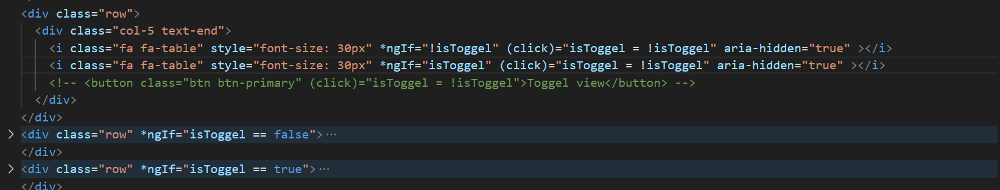 <div class="row">
<div class="col-5 text-end">
<i class="fa fa-table" style="font-size: 30px" *ngIf="!isToggel" (click)="isToggel = !isToggel" aria-hidden="true" ></i>
<i class="fa fa-table" style="font-size: 30px" *ngIf="isToggel" (click)="isToggel = !isToggel" aria-hidden="true" ></i>
<!-- <button class="btn btn-primary" (click)="isToggel = !isToggel">Toggel view</button> -->
</div>
</div>
<div class="row" *ngIf="isToggel == false">…
</div>
<div class="row" *ngIf="isToggel == true">…
</div>